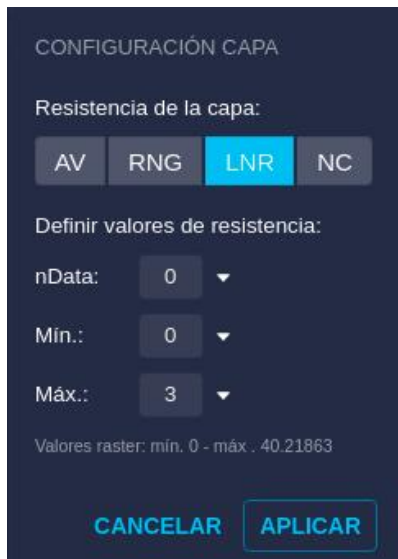 CONFIGURACIÓN CAPA
Resistencia de la capa:
AV RNG LNR NC
Definir valores de resistencia:
nData: 0
Mín.: 0
Máx.: 3
Valores raster: mín. 0 - máx . 40.21863
CANCELAR APLICAR